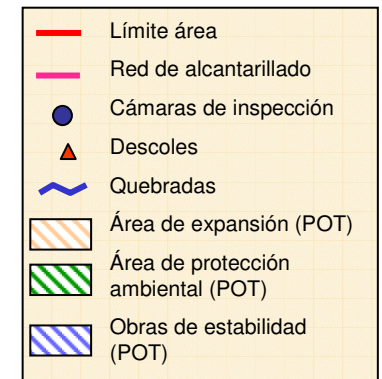 Límite área
Red de alcantarillado
Cámaras de inspección
Descoles
Quebradas
Área de expansión (POT)
Área de protección
ambiental (POT)
Obras de estabilidad
(POT)